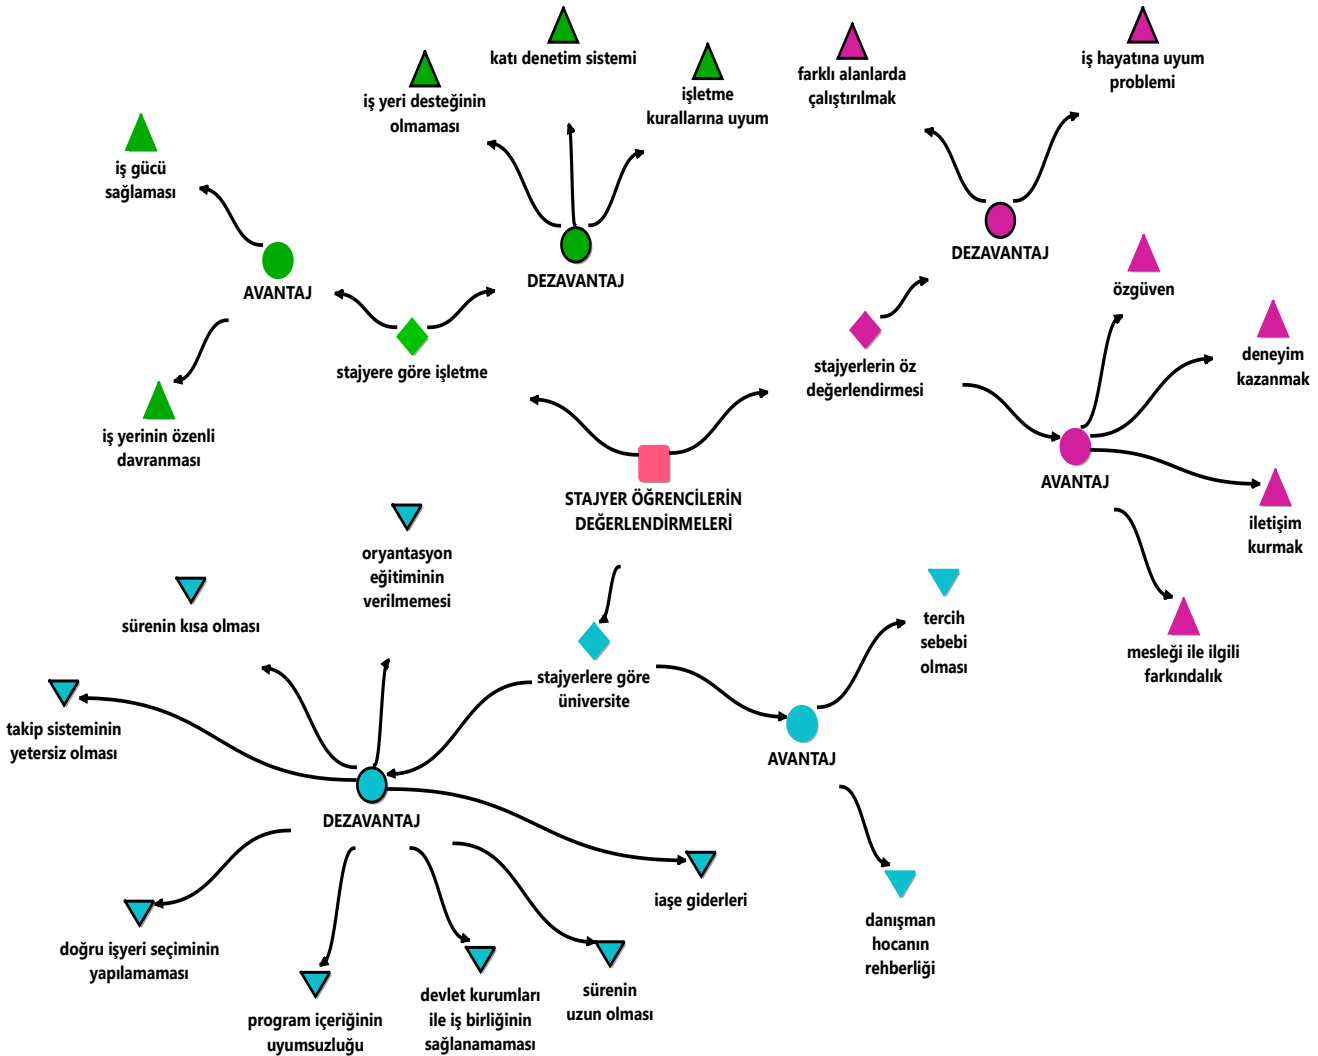 katı denetim sistemi
iş hayatına uyum
problemi
farklı alanlarda
çalıştırılmak
iş yeri desteğinin
olmaması
işletme
kurallarına uyum
iş gücü
sağlaması
DEZAVANTAJ
DEZAVANTAJ
AVANTAJ
özgüven
stajyere göre işletme
stajyerlerin öz
değerlendirmesi
deneyim
kazanmak
iş yerinin özenli
davranması
AVANTAJ
STAJYER ÖĞRENCİLERİN
DEĞERLENDİRMELERİ
iletişim
kurmak
oryantasyon
eğitiminin
verilmemesi
sürenin kısa olması
tercih
sebebi
olması
mesleği ile ilgili
farkındalık
stajyerlere göre
üniversite
takip sisteminin
yetersiz olması
AVANTAJ
DEZAVANTAJ
iaşe giderleri
danışman
hocanın
rehberliği
doğru işyeri seçiminin
yapılamaması
program içeriğinin
uyumsuzluğu
devlet kurumları
ile iş birliğinin
sağlanamaması
sürenin
uzun olması